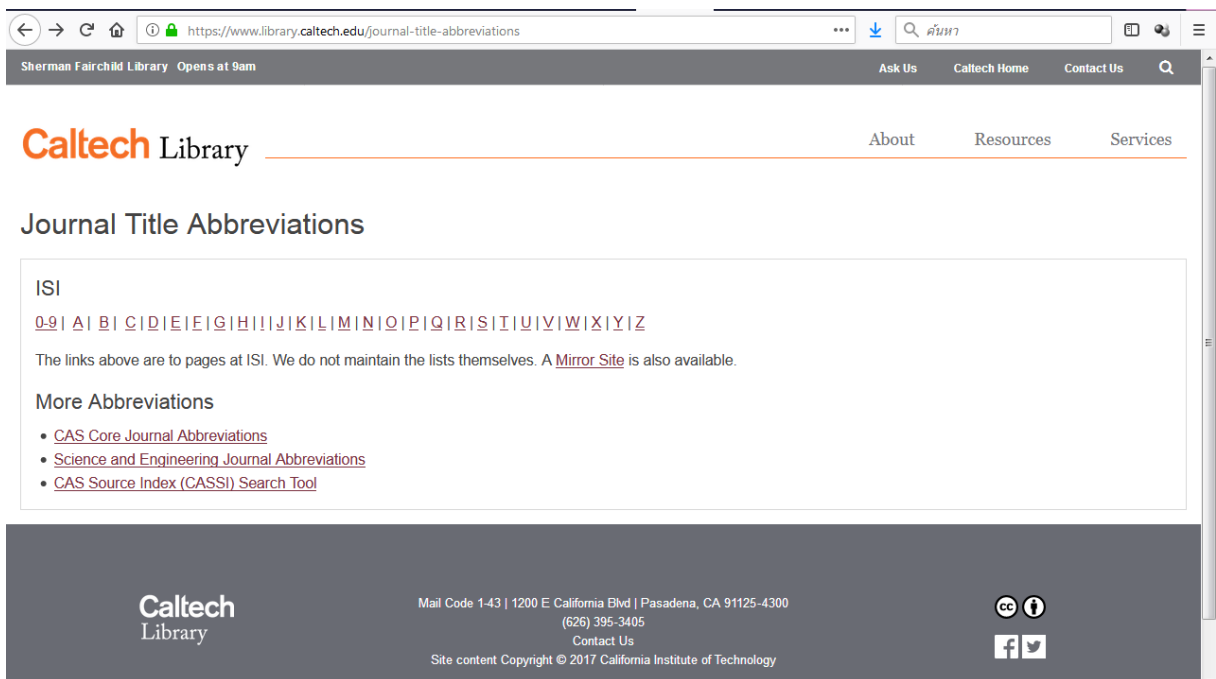 https://www.library.caltech.edu/journal-title-abbreviations ค้นหา
Sherman Fairchild Library Opens at 9am Ask Us Caltech Home Contact Us
Caltech Library About Resources Services
Journal Title Abbreviations
ISI
0-9 | A | B | C | D | E | F | G | H | I | J | K | L | M | N | O | P | Q | R | S | T | U | V | W | X | Y | Z
The links above are to pages at ISI. We do not maintain the lists themselves. A Mirror Site is also available.
More Abbreviations
• CAS Core Journal Abbreviations
• Science and Engineering Journal Abbreviations
• CAS Source Index (CASSI) Search Tool
Caltech
Library
Mail Code 1-43 | 1200 E California Blvd | Pasadena, CA 91125-4300
(626) 395-3405
Contact Us
Site content Copyright © 2017 California Institute of Technology
cc